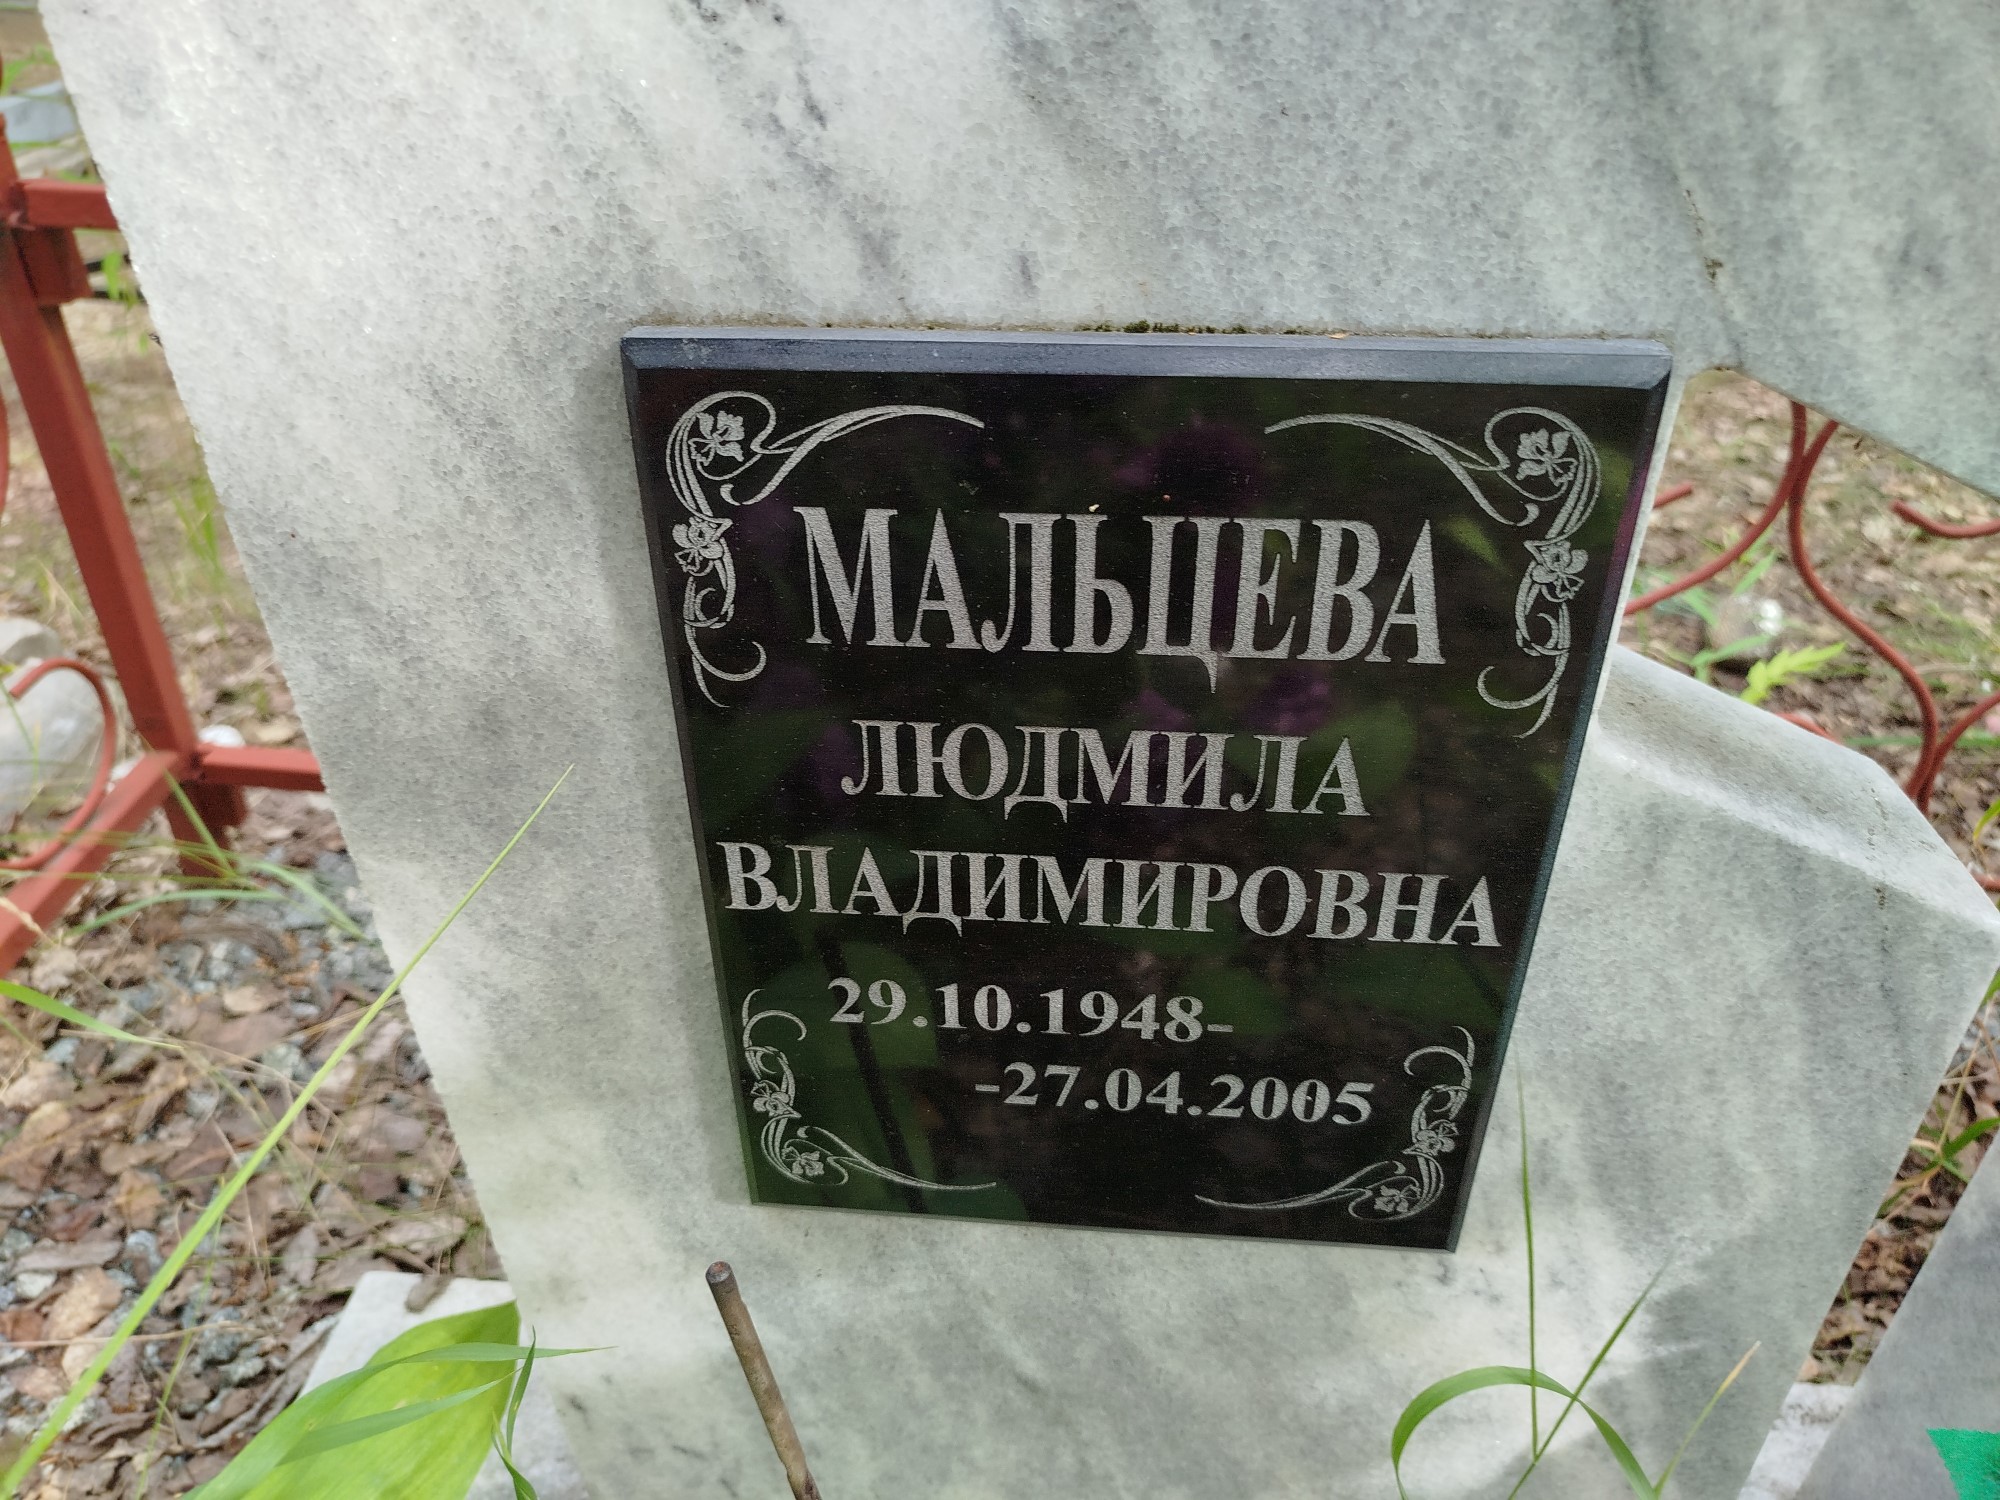 МАЛЬЦЕВА
ЛЮДМИЛА
ВЛАДИМИРОВНА
29.10.1948-
-27.04.2005